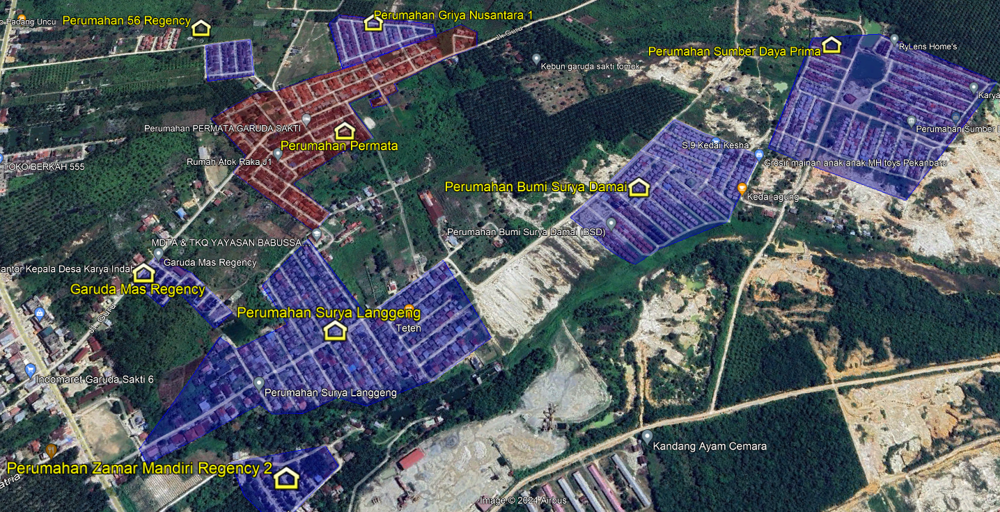 Padang Uncu
Perumahan 56 Regency
Perumahan Griya Nusantara 1
Jl. Guru
Perumahan Sumber Daya Prima
RyLens Home's
Kebun garuda sakti tomok
Karya
Perumahan PERMATA GARUDA SAKTI
Perumahan Sumber D
Perumahan Permata
S,9 Kedai Kesha
Rumah Atok Raka J1
TOKO BERKAH 555
Grosir mainan anak anak MH toys Pekanbaru
Perumahan Bumi Surya Damai
Kedai agung
Perumahan Bumi Surya Damai (BSD)
MDTA & TKQ YAYASAN BABUSSA...
Garuda Mas Regency
antor Kepala Desa Karya Indah
Garuda Mas Regency
Jl. Guru
Perumahan Surya Langgeng
Teteh
Indomaret Garuda Sakti 6
Perumahan Surya Langgeng
Kandang Ayam Cemara
Perumahan Zamar Mandiri Regency 2
atria
Image © 2024 Airbus